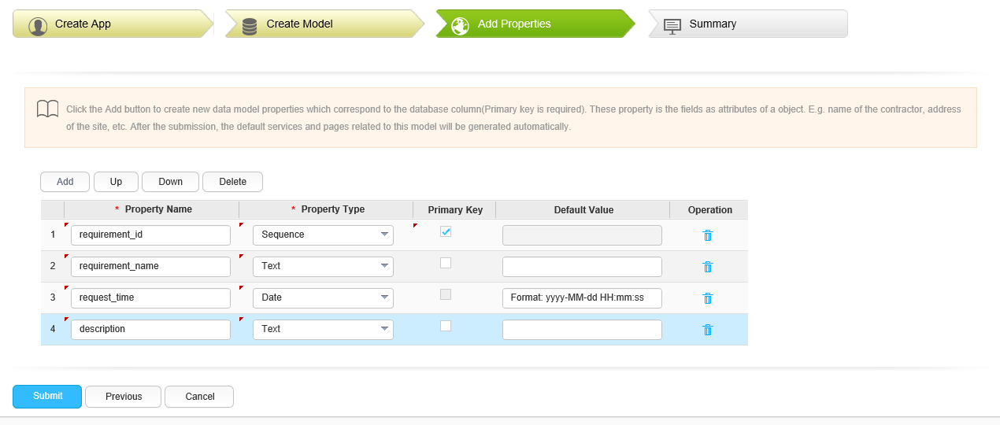 Create App
Create Model
Add Properties
Summary
Click the Add button to create new data model properties which correspond to the database column(Primary key is required). These property is the fields as attributes of a object. E.g. name of the contractor, address
of the site, etc. After the submission, the default services and pages related to this model will be generated automatically.
Add Up Down Delete
* Property Name * Property Type Primary Key Default Value Operation
1 requirement_id Sequence
2 requirement_name Text
3 request_time Date Format: yyyy-MM-dd HH:mm:ss
4 description Text
Submit Previous Cancel